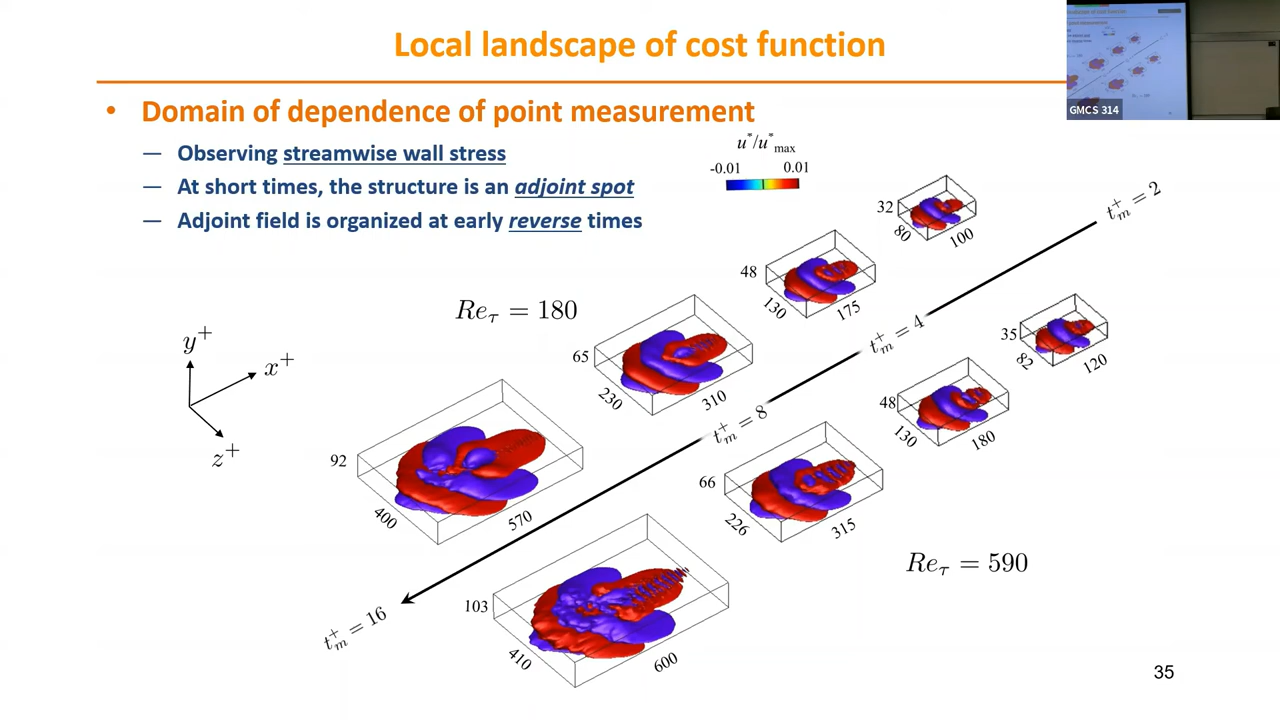 Local landscape of cost function
GMCS 314
• Domain of dependence of point measurement
— Observing streamwise wall stress
— At short times, the structure is an adjoint spot
— Adjoint field is organized at early reverse times
u*/u*max
-0.01 0.01
Reτ = 180
y+
x+
z+
32
80
100
t+m = 2
48
130
175
35
82
120
t+m = 4
65
230
310
48
130
180
t+m = 8
92
400
570
66
226
315
t+m = 16
103
410
600
Reτ = 590
35